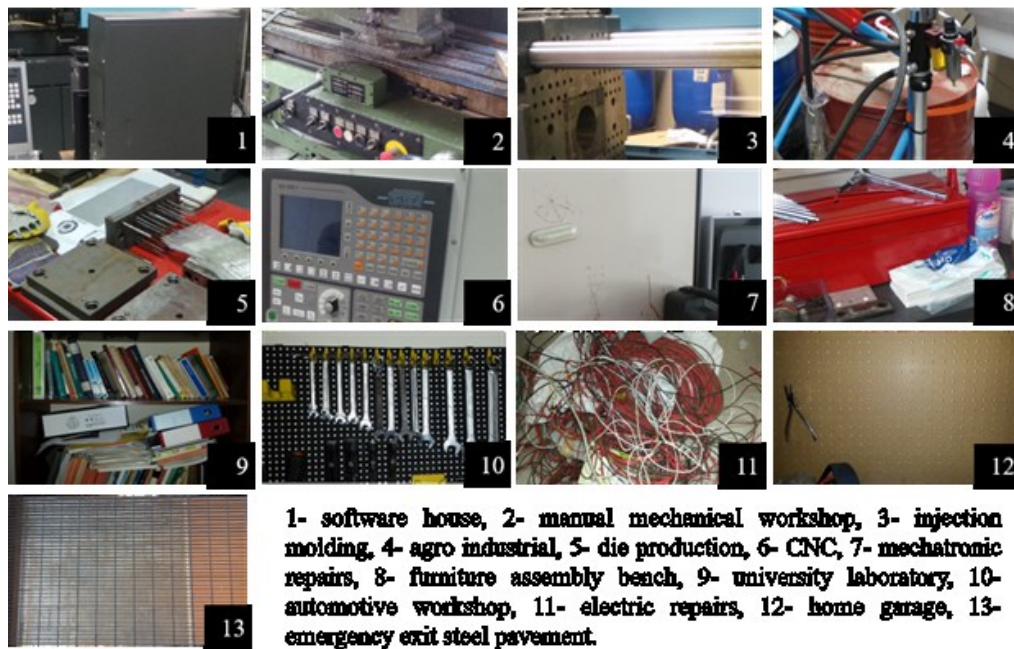 1
2
3
4
5
6
7
8
9
10
11
12
13
1- software house, 2- manual mechanical workshop, 3- injection
molding, 4- agro industrial, 5- die production, 6- CNC, 7- mechatronic
repairs, 8- furniture assembly bench, 9- university laboratory, 10-
automotive workshop, 11- electric repairs, 12- home garage, 13-
emergency exit steel pavement.